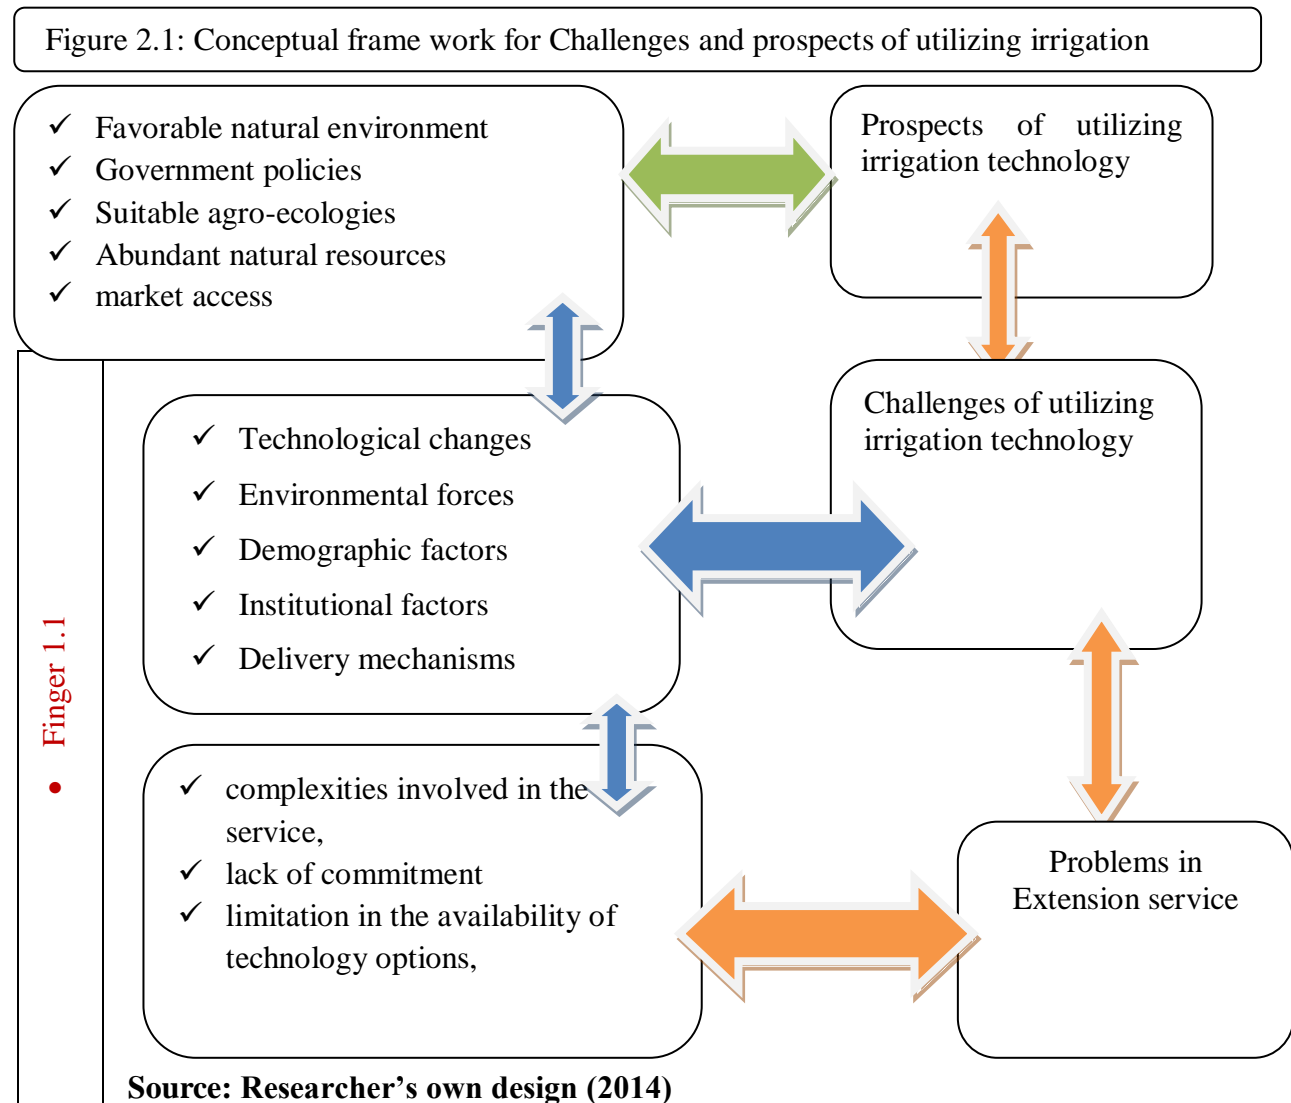 Figure 2.1: Conceptual frame work for Challenges and prospects of utilizing irrigation
✓ Favorable natural environment
✓ Government policies
✓ Suitable agro-ecologies
✓ Abundant natural resources
✓ market access
Prospects of utilizing
irrigation technology
✓ Technological changes
✓ Environmental forces
✓ Demographic factors
✓ Institutional factors
✓ Delivery mechanisms
Challenges of utilizing
irrigation technology
• Finger 1.1
✓ complexities involved in the
service,
✓ lack of commitment
✓ limitation in the availability of
technology options,
Problems in
Extension service
Source: Researcher’s own design (2014)